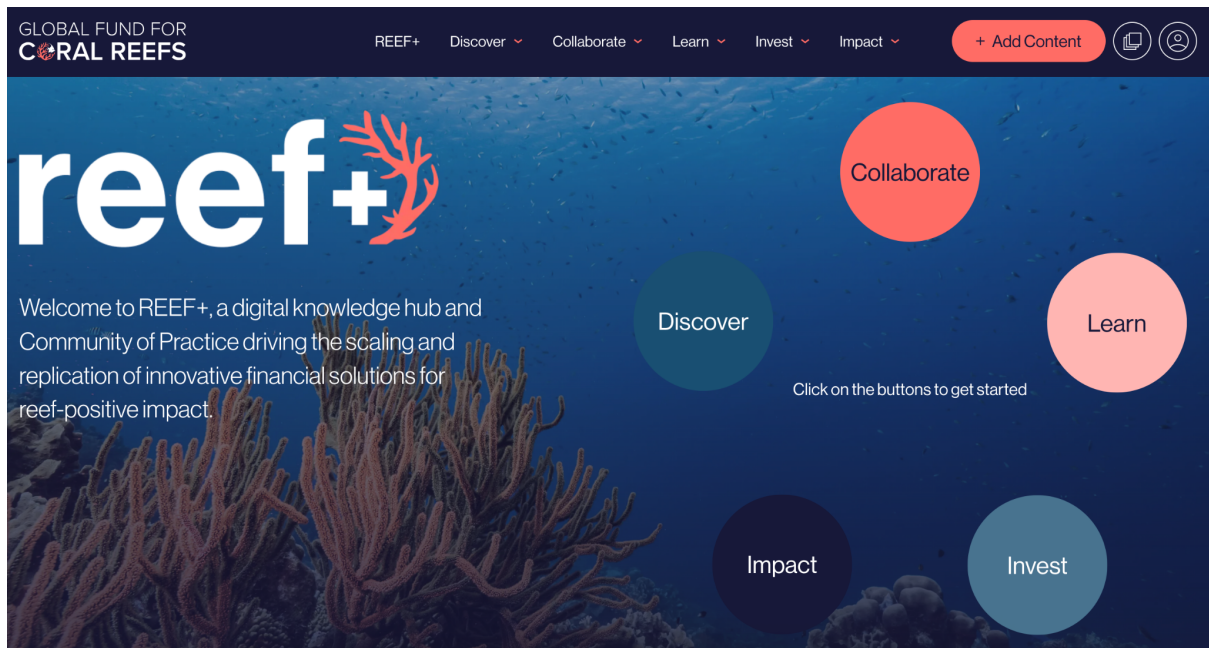 GLOBAL FUND FOR
CORAL REEFS
REEF+
Discover
Collaborate
Learn
Invest
Impact
+ Add Content
reef+
Welcome to REEF+, a digital knowledge hub and
Community of Practice driving the scaling and
replication of innovative financial solutions for
reef-positive impact.
Collaborate
Discover
Learn
Click on the buttons to get started
Impact
Invest